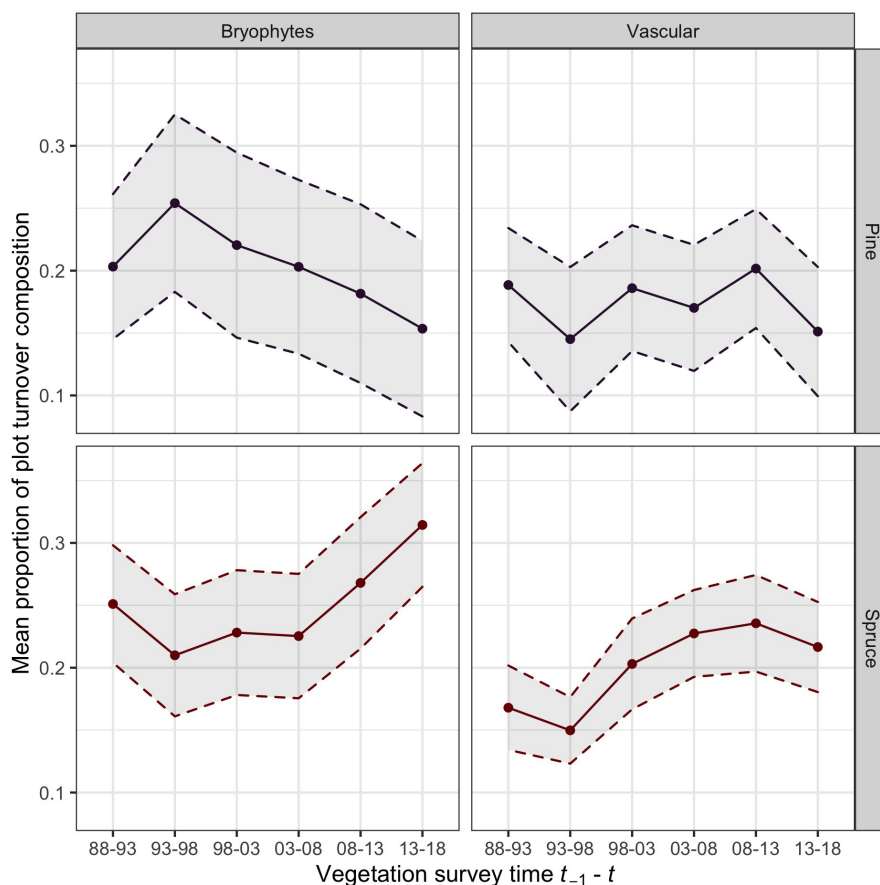 Bryophytes
Vascular
Mean proportion of plot turnover composition
0.3
0.2
0.1
Pine
0.3
0.2
0.1
Spruce
88-93 93-98 98-03 03-08 08-13 13-18
88-93 93-98 98-03 03-08 08-13 13-18
Vegetation survey time t₋₁ - t